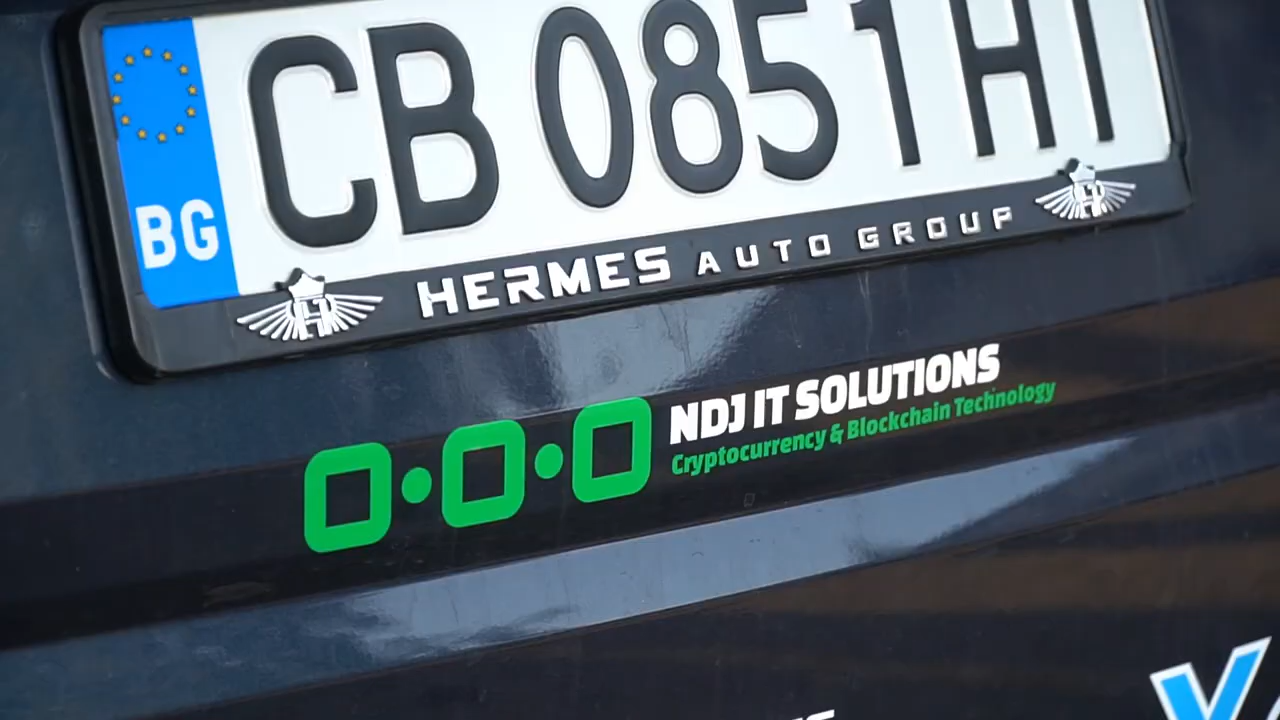 CB 0851 HT
BG
HERMES AUTO GROUP
NDJ IT SOLUTIONS
Cryptocurrency & Blockchain Technology